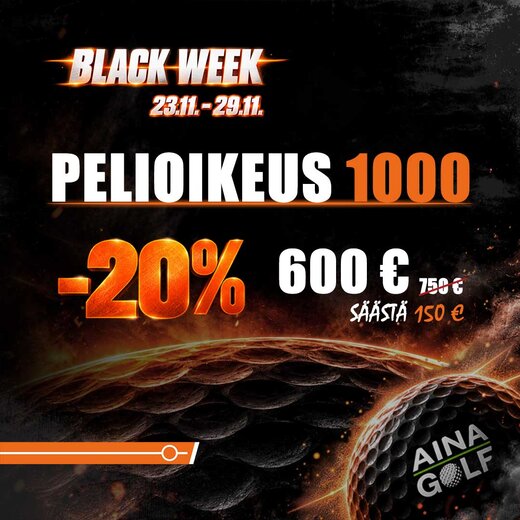 BLACK WEEK
23.11.-29.11.
PELIOIKEUS 1000
-20%
600 € 750 €
SÄÄSTÄ 150 €
AINA
GOLF